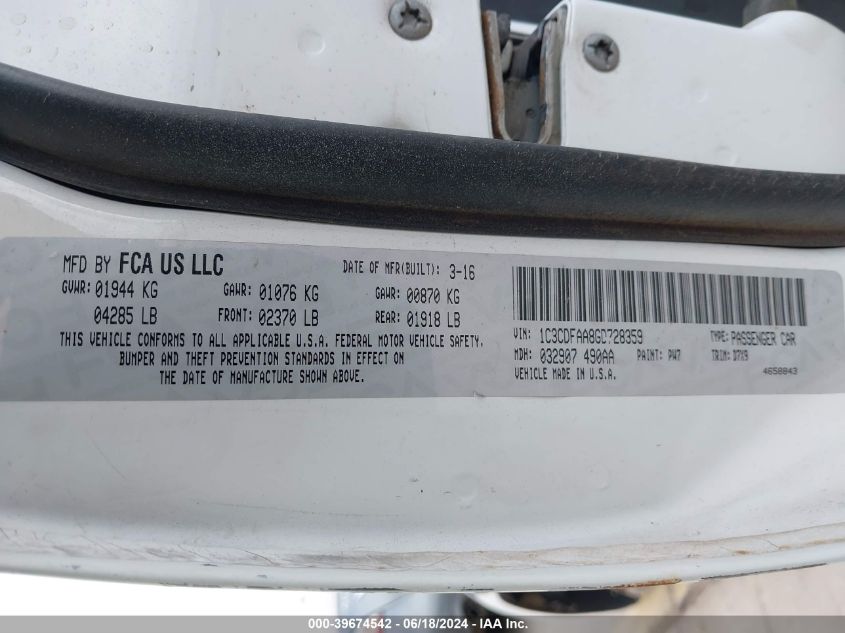 MFD BY FCA US LLC
DATE OF MFR(BUILT): 3-16
GVWR: 01944 KG GAWR: 01076 KG GAWR: 00870 KG
04285 LB FRONT: 02370 LB REAR: 01918 LB
THIS VEHICLE CONFORMS TO ALL APPLICABLE U.S.A. FEDERAL MOTOR VEHICLE SAFETY.
BUMPER AND THEFT PREVENTION STANDARDS IN EFFECT ON
THE DATE OF MANUFACTURE SHOWN ABOVE.
VIN: 1C3CDFAA8GD728359 TYPE: PASSENGER CAR
MDH: 032907 490AA PAINT: PW7 TRIM: D7X9
VEHICLE MADE IN U.S.A. 4658843
000-39674542 - 06/18/2024 - IAA Inc.